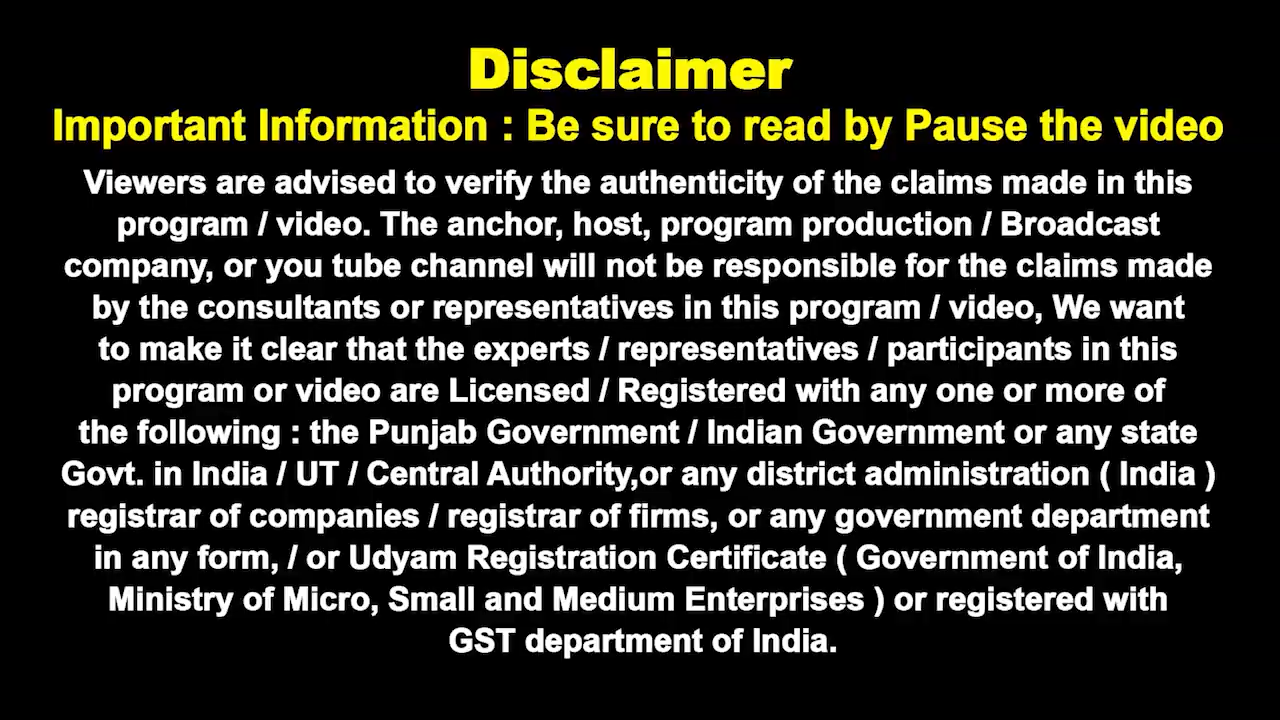 Disclaimer
Important Information : Be sure to read by Pause the video
Viewers are advised to verify the authenticity of the claims made in this
program / video. The anchor, host, program production / Broadcast
company, or you tube channel will not be responsible for the claims made
by the consultants or representatives in this program / video, We want
to make it clear that the experts / representatives / participants in this
program or video are Licensed / Registered with any one or more of
the following : the Punjab Government / Indian Government or any state
Govt. in India / UT / Central Authority,or any district administration ( India )
registrar of companies / registrar of firms, or any government department
in any form, / or Udyam Registration Certificate ( Government of India,
Ministry of Micro, Small and Medium Enterprises ) or registered with
GST department of India.